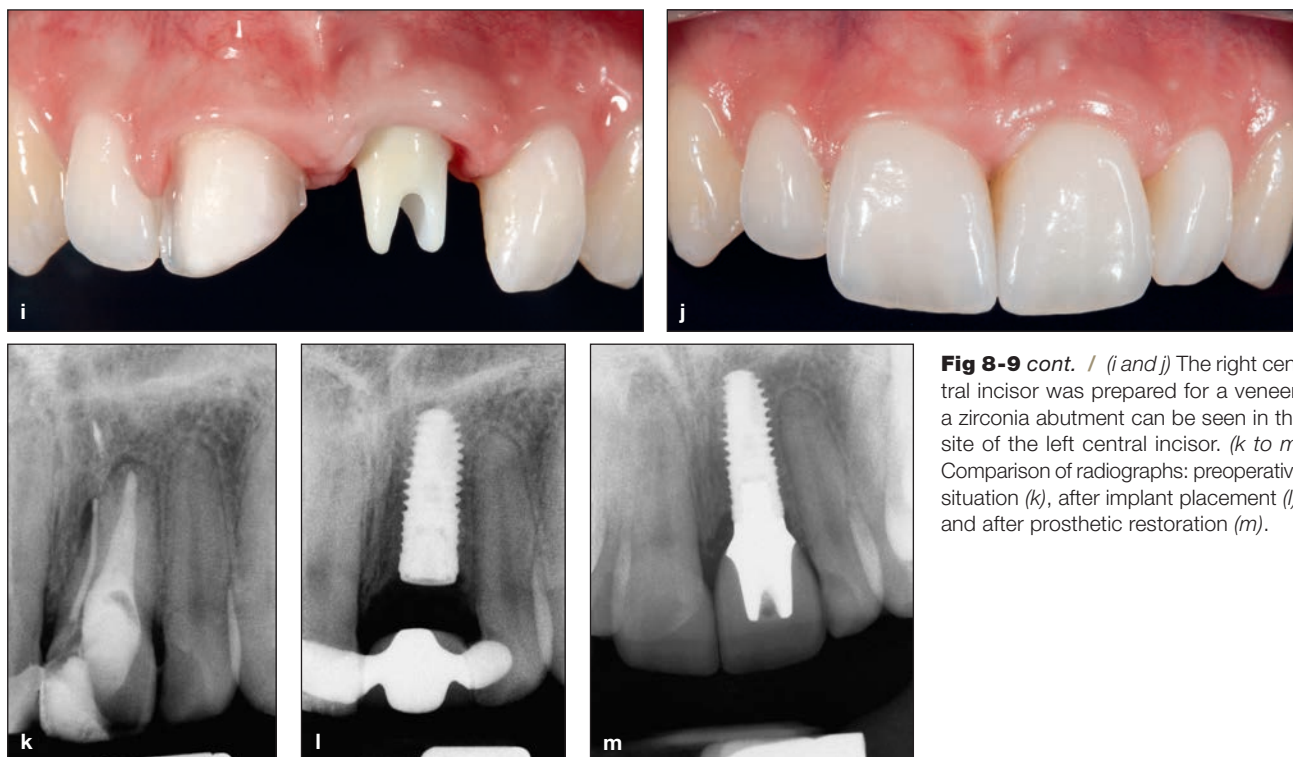 i
j
k
l
m
Fig 8-9 cont. / (i and j) The right cen
tral incisor was prepared for a veneer
a zirconia abutment can be seen in th
site of the left central incisor. (k to m
Comparison of radiographs: preoperativ
situation (k), after implant placement (l)
and after prosthetic restoration (m).